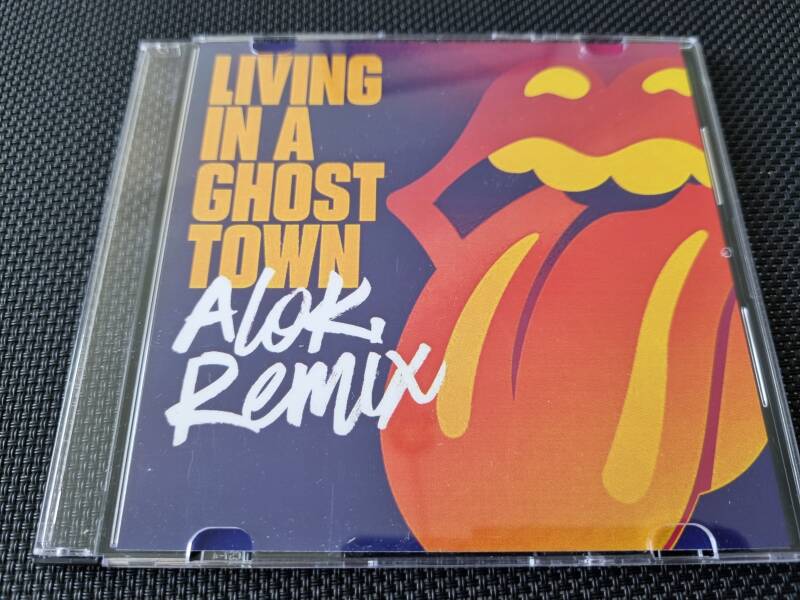 LIVING
IN A
GHOST
TOWN
Alok
Remix